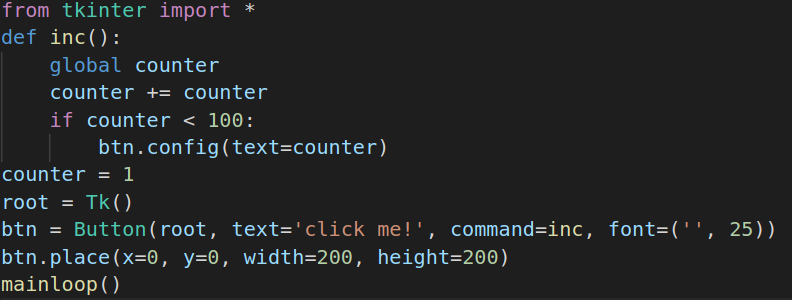 from tkinter import *
def inc():
    global counter
    counter += counter
    if counter < 100:
        btn.config(text=counter)
counter = 1
root = Tk()
btn = Button(root, text='click me!', command=inc, font=('', 25))
btn.place(x=0, y=0, width=200, height=200)
mainloop()